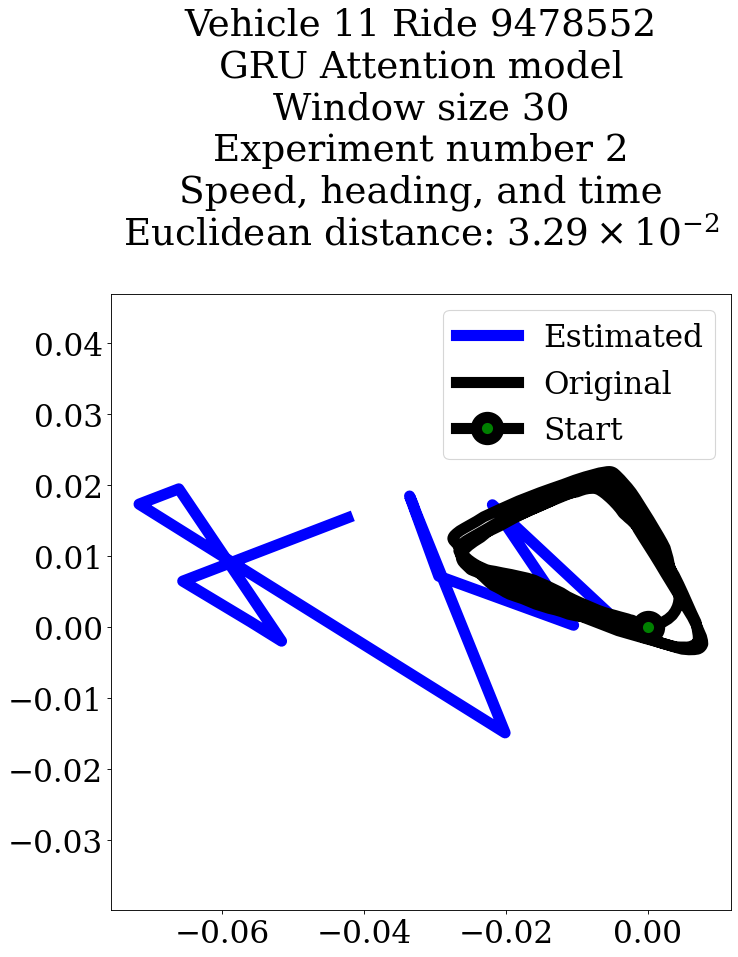 Vehicle 11 Ride 9478552
GRU Attention model
Window size 30
Experiment number 2
Speed, heading, and time
Euclidean distance: 3.29 × 10⁻²
Estimated
Original
Start
0.04
0.03
0.02
0.01
0.00
−0.01
−0.02
−0.03
−0.06 −0.04 −0.02 0.00